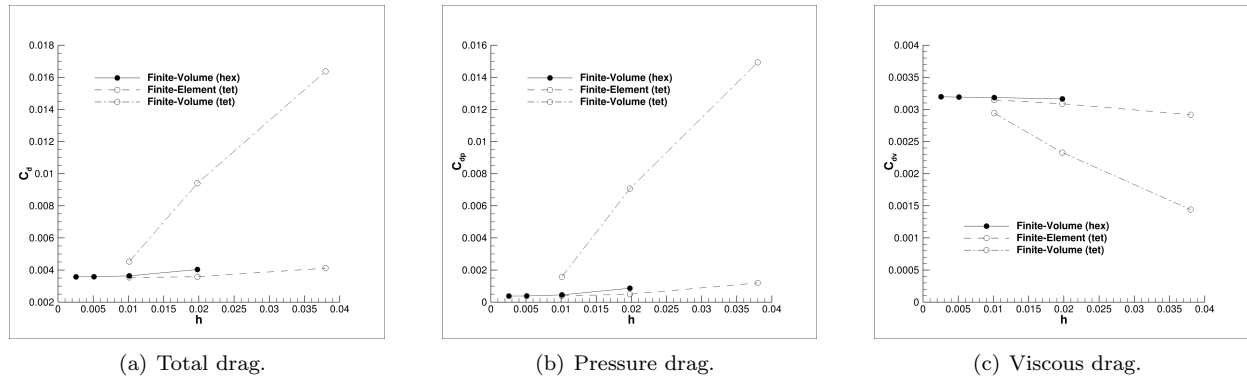 0.018
0.016
0.014
0.012
0.01
0.008
0.006
0.004
0.002
C_d
Finite-Volume (hex)
Finite-Element (tet)
Finite-Volume (tet)
0 0.005 0.01 0.015 0.02 0.025 0.03 0.035 0.04
h
(a) Total drag.
0.016
0.014
0.012
0.01
0.008
0.006
0.004
0.002
0
C_dp
Finite-Volume (hex)
Finite-Element (tet)
Finite-Volume (tet)
0 0.005 0.01 0.015 0.02 0.025 0.03 0.035 0.04
h
(b) Pressure drag.
0.004
0.0035
0.003
0.0025
0.002
0.0015
0.001
0.0005
0
C_dv
Finite-Volume (hex)
Finite-Element (tet)
Finite-Volume (tet)
0 0.005 0.01 0.015 0.02 0.025 0.03 0.035 0.04
h
(c) Viscous drag.